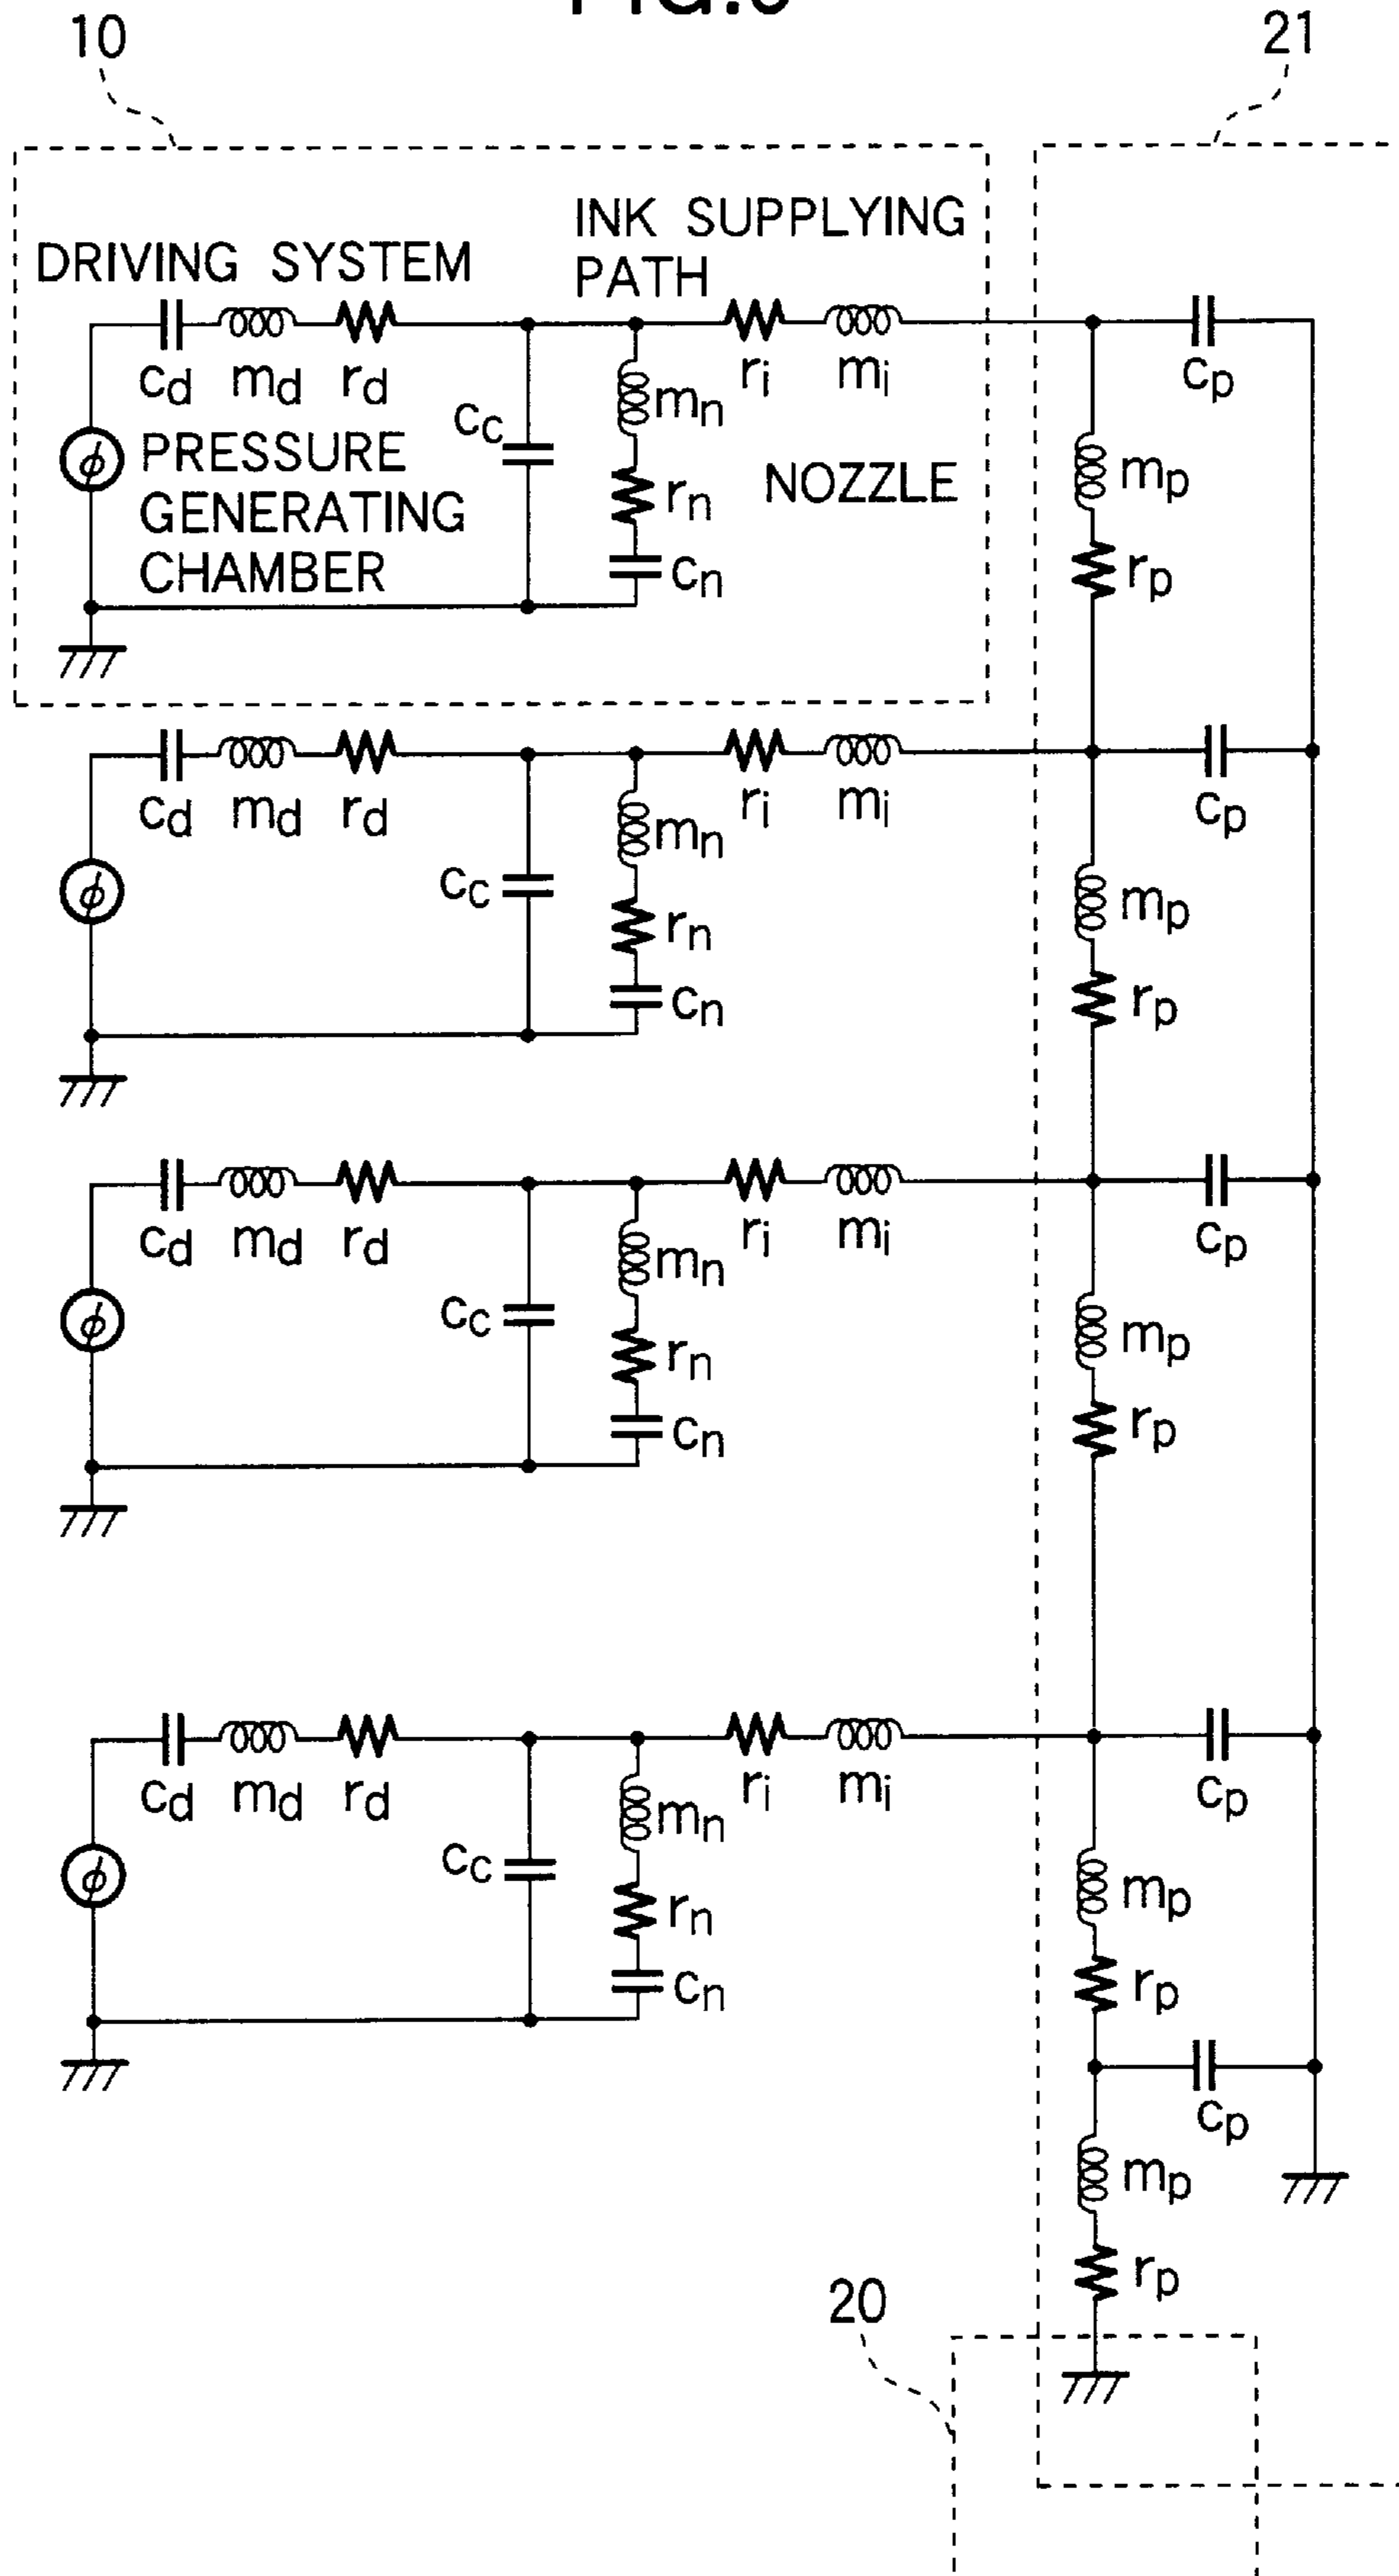 FIG.
10
21
INK SUPPLYING
PATH
DRIVING SYSTEM
cd md rd ri mi cp
PRESSURE
GENERATING
CHAMBER
ϕ
cc
mn
rn
cn
NOZZLE
mp
rp
cd md rd ri mi cp
ϕ
cc
mn
rn
cn
mp
rp
cd md rd ri mi cp
ϕ
cc
mn
rn
cn
mp
rp
cd md rd ri mi cp
ϕ
cc
mn
rn
cn
mp
rp
cp
mp
rp
20